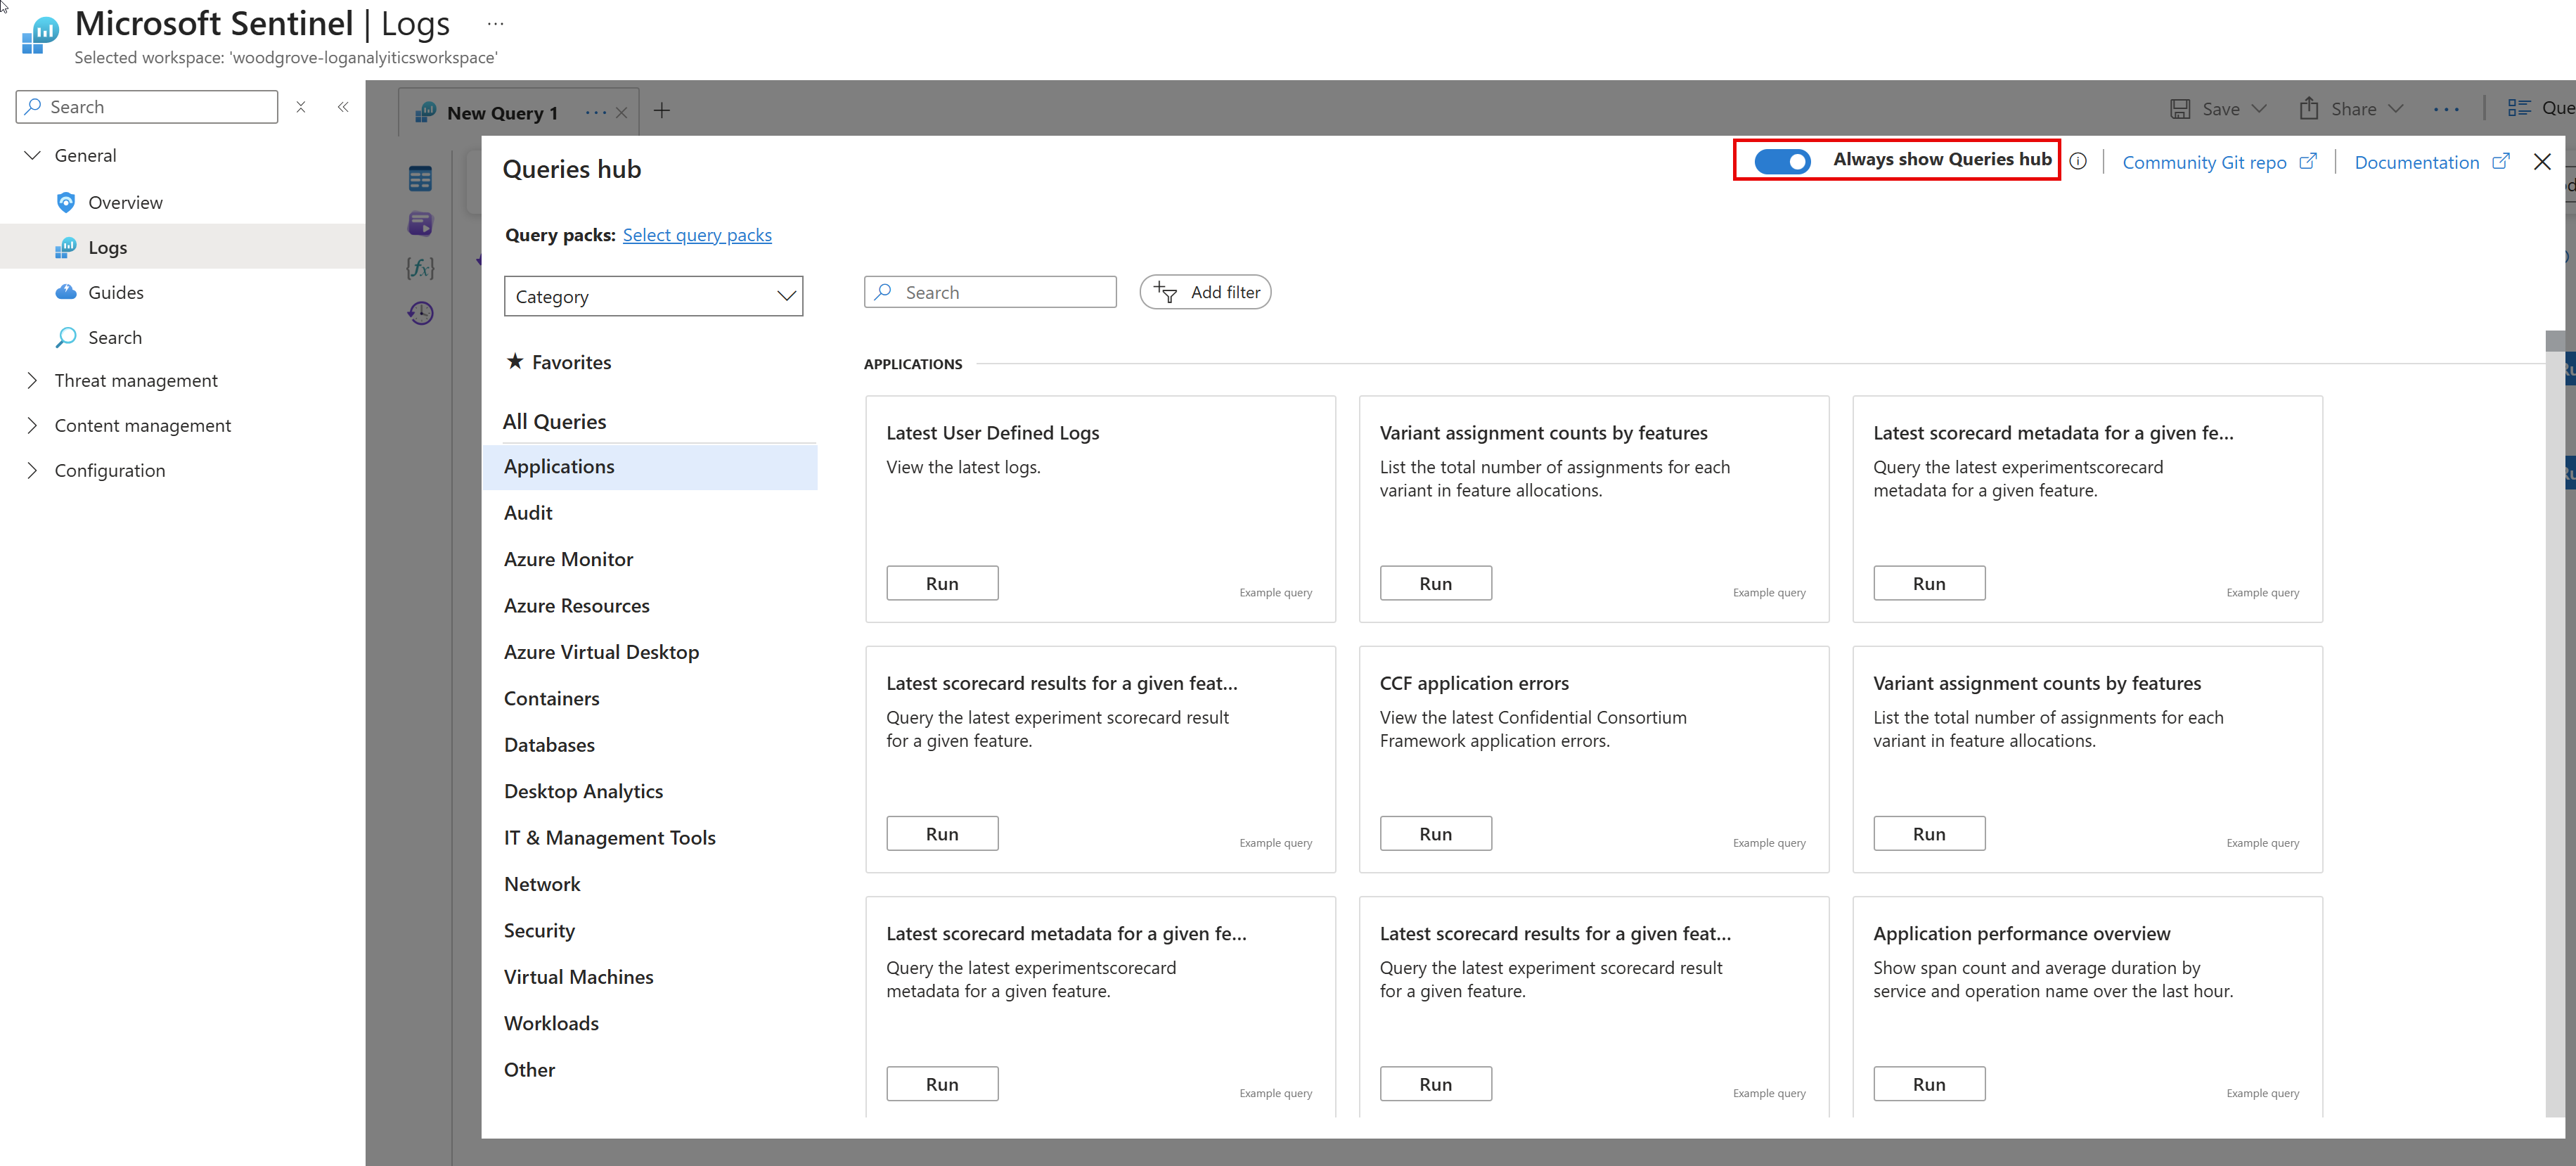 Microsoft Sentinel | Logs ...
Selected workspace: 'woodgrove-loganalyiticsworkspace'
Search
General
Overview
Logs
Guides
Search
Threat management
Content management
Configuration
New Query 1 ...
Save
Share
...
Queries hub
Always show Queries hub
Community Git repo
Documentation
Query packs: Select query packs
Category
Search
Add filter
★ Favorites
All Queries
Applications
Audit
Azure Monitor
Azure Resources
Azure Virtual Desktop
Containers
Databases
Desktop Analytics
IT & Management Tools
Network
Security
Virtual Machines
Workloads
Other
APPLICATIONS
Latest User Defined Logs
View the latest logs.
Run
Example query
Variant assignment counts by features
List the total number of assignments for each
variant in feature allocations.
Run
Example query
Latest scorecard metadata for a given fe...
Query the latest experimentscorecard
metadata for a given feature.
Run
Example query
Latest scorecard results for a given feat...
Query the latest experiment scorecard result
for a given feature.
Run
Example query
CCF application errors
View the latest Confidential Consortium
Framework application errors.
Run
Example query
Variant assignment counts by features
List the total number of assignments for each
variant in feature allocations.
Run
Example query
Latest scorecard metadata for a given fe...
Query the latest experimentscorecard
metadata for a given feature.
Run
Example query
Latest scorecard results for a given feat...
Query the latest experiment scorecard result
for a given feature.
Run
Example query
Application performance overview
Show span count and average duration by
service and operation name over the last hour.
Run
Example query